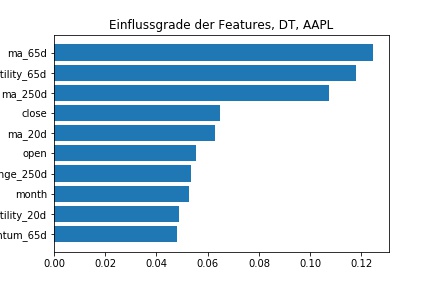 Einflussgrade der Features, DT, AAPL
ma_65d
tility_65d
ma_250d
close
ma_20d
open
nge_250d
month
tility_20d
ntum_65d
0.00 0.02 0.04 0.06 0.08 0.10 0.12